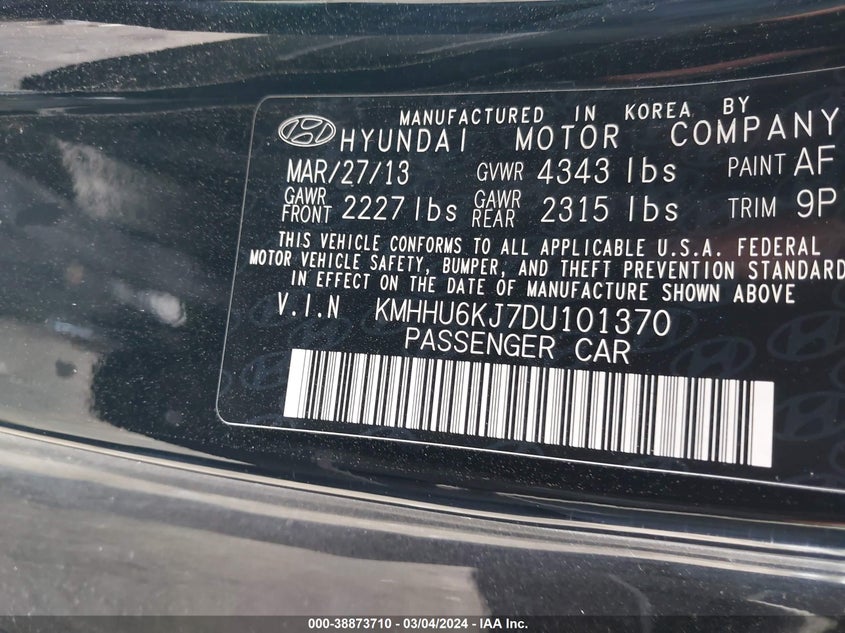 MANUFACTURED IN KOREA BY
HYUNDAI MOTOR COMPANY
MAR/27/13 GVWR 4343 lbs PAINT AF
GAWR FRONT 2227 lbs GAWR REAR 2315 lbs TRIM 9P
THIS VEHICLE CONFORMS TO ALL APPLICABLE U.S.A. FEDERAL
MOTOR VEHICLE SAFETY, BUMPER, AND THEFT PREVENTION STANDARD
IN EFFECT ON THE DATE OF MANUFACTURE SHOWN ABOVE
V.I.N KMHHU6KJ7DU101370
PASSENGER CAR
000-38873710 - 03/04/2024 - IAA Inc.